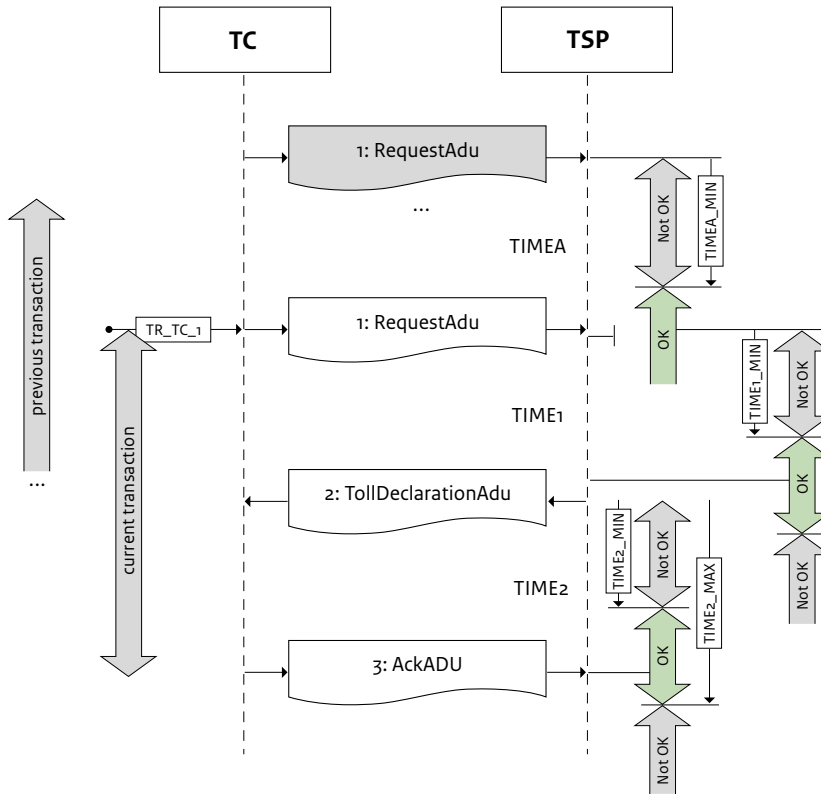 TC
TSP
1: RequestAdu
...
Not OK
TIMEA_MIN
TIMEA
previous transaction
...
TR_TC_1
1: RequestAdu
OK
TIME1_MIN
Not OK
TIME1
current transaction
2: TollDeclarationAdu
OK
TIME2_MIN
Not OK
TIME2_MAX
Not OK
TIME2
3: AckADU
OK
Not OK